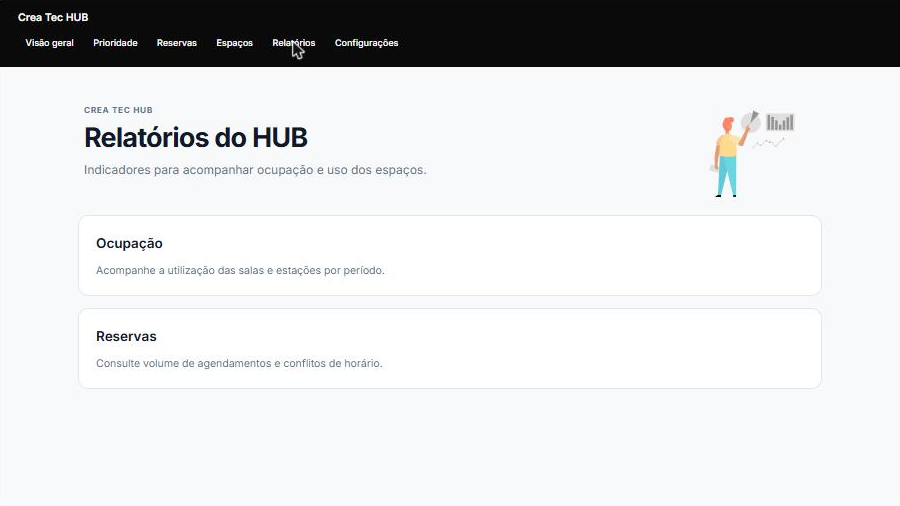 Crea Tec HUB
Visão geral Prioridade Reservas Espaços Relatórios Configurações
CREA TEC HUB
Relatórios do HUB
Indicadores para acompanhar ocupação e uso dos espaços.
Ocupação
Acompanhe a utilização das salas e estações por período.
Reservas
Consulte volume de agendamentos e conflitos de horário.